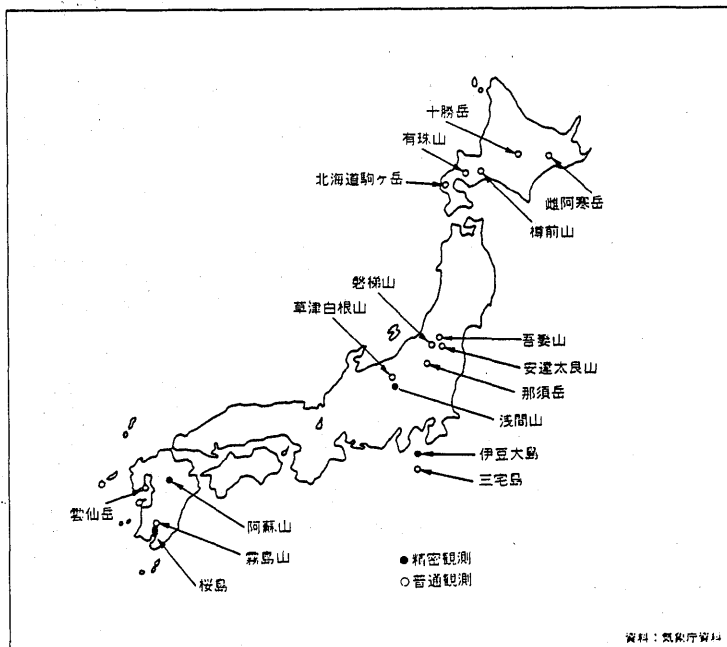 十勝岳
有珠山
北海道駒ヶ岳
雌阿寒岳
樽前山
磐梯山
草津白根山
吾妻山
安達太良山
那須岳
浅間山
伊豆大島
三宅島
雲仙岳
阿蘇山
霧島山
桜島
●精密観測
○普通観測
資料：気象庁資料